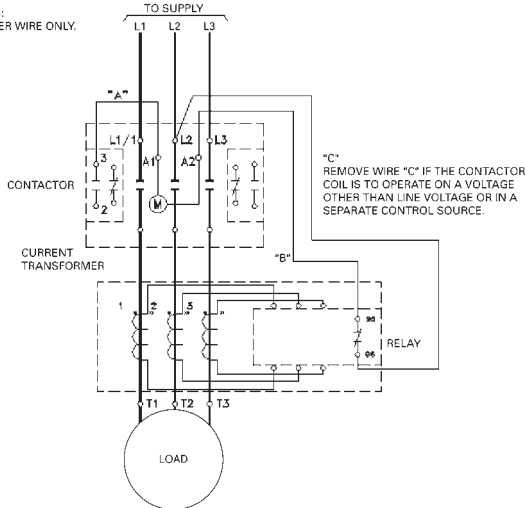 TO SUPPLY
ER WIRE ONLY.
L1 L2 L3
"A"
L1/1 L2 L3
3 A1 A2
"C"
REMOVE WIRE "C" IF THE CONTACTOR
COIL IS TO OPERATE ON A VOLTAGE
OTHER THAN LINE VOLTAGE OR IN A
SEPARATE CONTROL SOURCE.
CONTACTOR
2 M
CURRENT
TRANSFORMER
"B"
1 2 3
RELAY
96
T1 T2 T3
LOAD